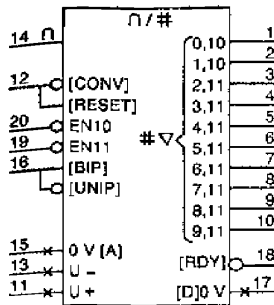 ∩/#
14 ∩
12 [CONV]
[RESET]
20 EN10
19 EN11
16 [BIP]
[UNIP]
15 0 V [A]
13 U −
11 U +
#▽
0,10 1
1,10 2
2,11 3
3,11 4
4,11 5
5,11 6
6,11 7
7,11 8
8,11 9
9,11 10
[RDY] 18
[D] 0 V 17